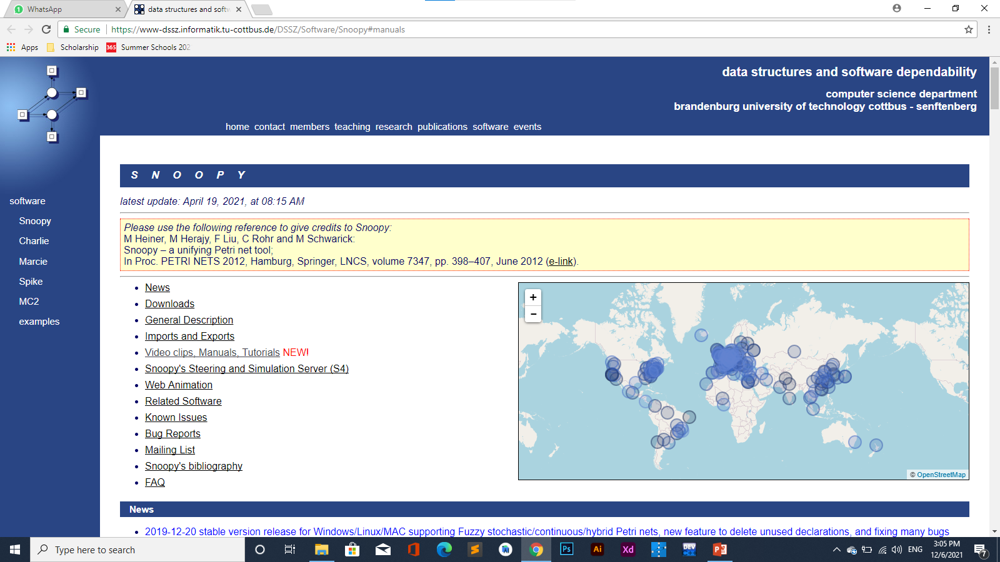 WhatsApp
data structures and softw
Secure
https://www-dssz.informatik.tu-cottbus.de/DSSZ/Software/Snoopy#manuals
Apps
Scholarship
365
Summer Schools 202
data structures and software dependability
computer science department
brandenburg university of technology cottbus - senftenberg
home contact members teaching research publications software events
software
Snoopy
Charlie
Marcie
Spike
MC2
examples
S N O O P Y
latest update: April 19, 2021, at 08:15 AM
Please use the following reference to give credits to Snoopy:
M Heiner, M Herajy, F Liu, C Rohr and M Schwarick:
Snoopy – a unifying Petri net tool;
In Proc. PETRI NETS 2012, Hamburg, Springer, LNCS, volume 7347, pp. 398–407, June 2012 (e-link).
News
Downloads
General Description
Imports and Exports
Video clips, Manuals, Tutorials NEW!
Snoopy's Steering and Simulation Server (S4)
Web Animation
Related Software
Known Issues
Bug Reports
Mailing List
Snoopy's bibliography
FAQ
+
−
© OpenStreetMap
News
2019-12-20 stable version release for Windows/Linux/MAC supporting Fuzzy stochastic/continuous/hybrid Petri nets, new feature to delete unused declarations, and fixing many bugs
Type here to search
Ps
Ai
Xd
DEV
ENG
3:05 PM
12/6/2021
7